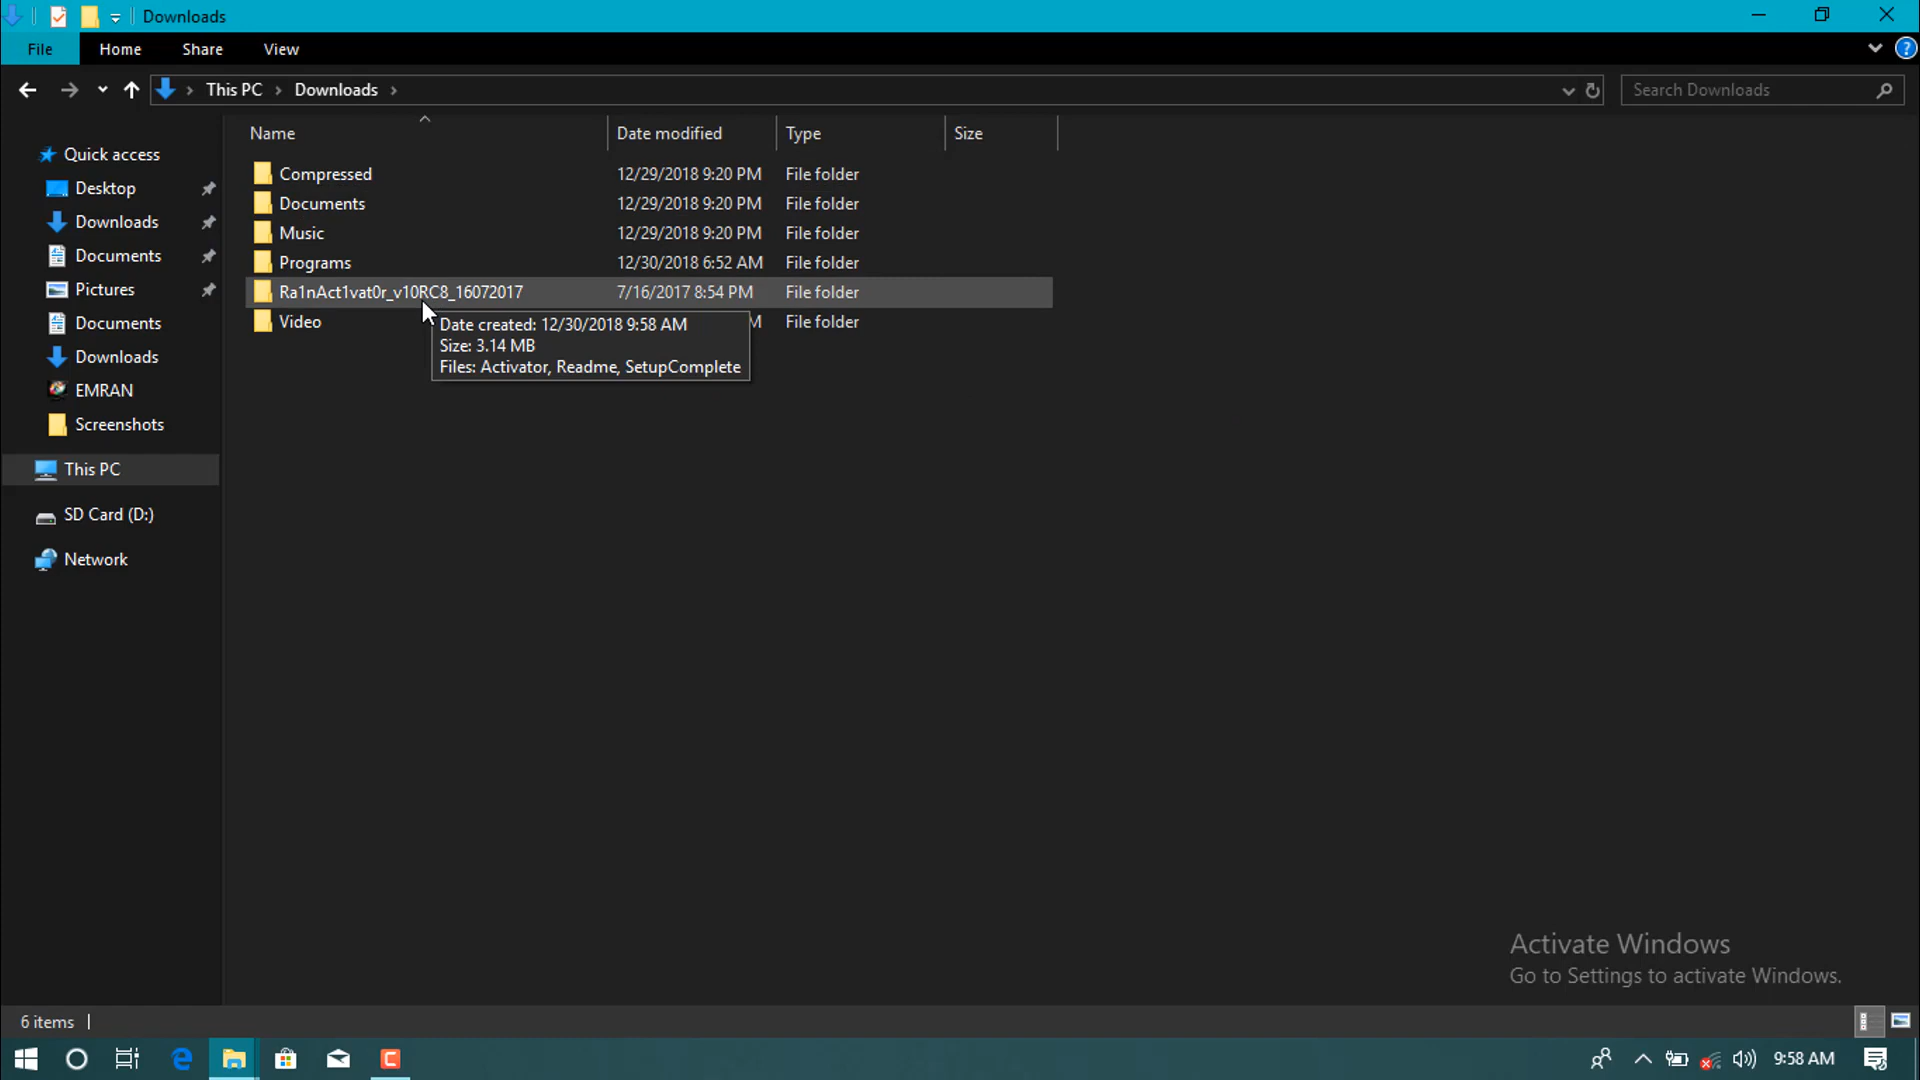 Downloads
File Home Share View
This PC Downloads
Search Downloads
Name Date modified Type Size
Quick access
Desktop
Downloads
Documents
Pictures
Documents
Downloads
EMRAN
Screenshots
This PC
SD Card (D:)
Network
Compressed 12/29/2018 9:20 PM File folder
Documents 12/29/2018 9:20 PM File folder
Music 12/29/2018 9:20 PM File folder
Programs 12/30/2018 6:52 AM File folder
Ra1nAct1vat0r_v10RC8_16072017 7/16/2017 8:54 PM File folder
Video M File folder
Date created: 12/30/2018 9:58 AM
Size: 3.14 MB
Files: Activator, Readme, SetupComplete
Activate Windows
Go to Settings to activate Windows.
6 items
9:58 AM